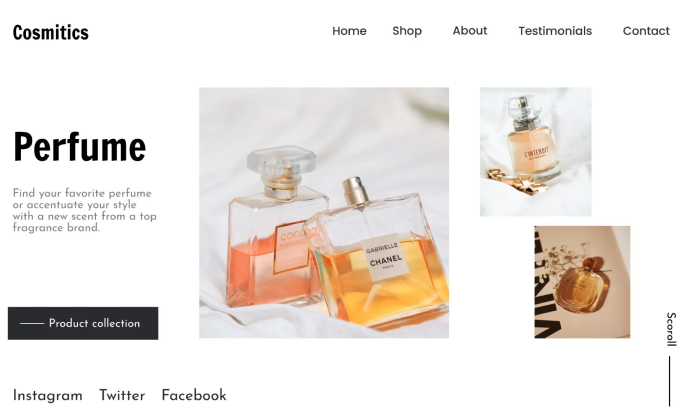 Cosmitics
Home Shop About Testimonials Contact
Perfume
Find your favorite perfume
or accentuate your style
with a new scent from a top
fragrance brand.
Product collection
COCO
CHANEL
GABRIELLE
CHANEL
PARIS
L'INTERDIT
Scoroll
Instagram Twitter Facebook